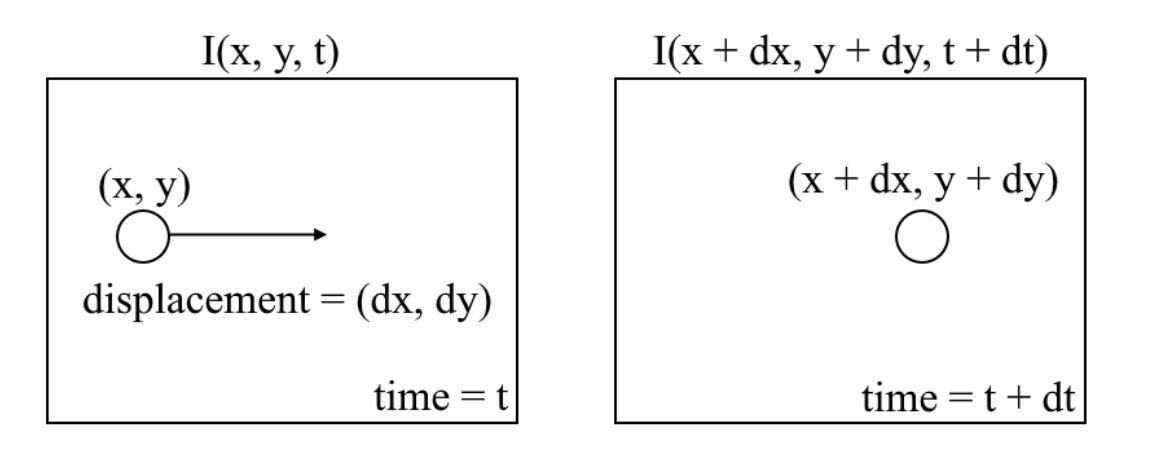 I(x, y, t)
(x, y)
displacement = (dx, dy)
time = t
I(x + dx, y + dy, t + dt)
(x + dx, y + dy)
time = t + dt